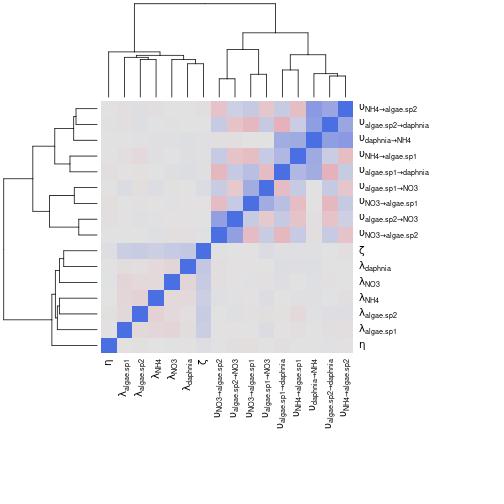 υNH4→algae.sp2
υalgae.sp2→daphnia
υdaphnia→NH4
υNH4→algae.sp1
υalgae.sp1→daphnia
υalgae.sp1→NO3
υNO3→algae.sp1
υalgae.sp2→NO3
υNO3→algae.sp2
ζ
λdaphnia
λNO3
λNH4
λalgae.sp2
λalgae.sp1
η
η
λalgae.sp1
λalgae.sp2
λNH4
λNO3
λdaphnia
ζ
υNO3→algae.sp2
υalgae.sp2→NO3
υNO3→algae.sp1
υalgae.sp1→NO3
υalgae.sp1→daphnia
υNH4→algae.sp1
υdaphnia→NH4
υalgae.sp2→daphnia
υNH4→algae.sp2